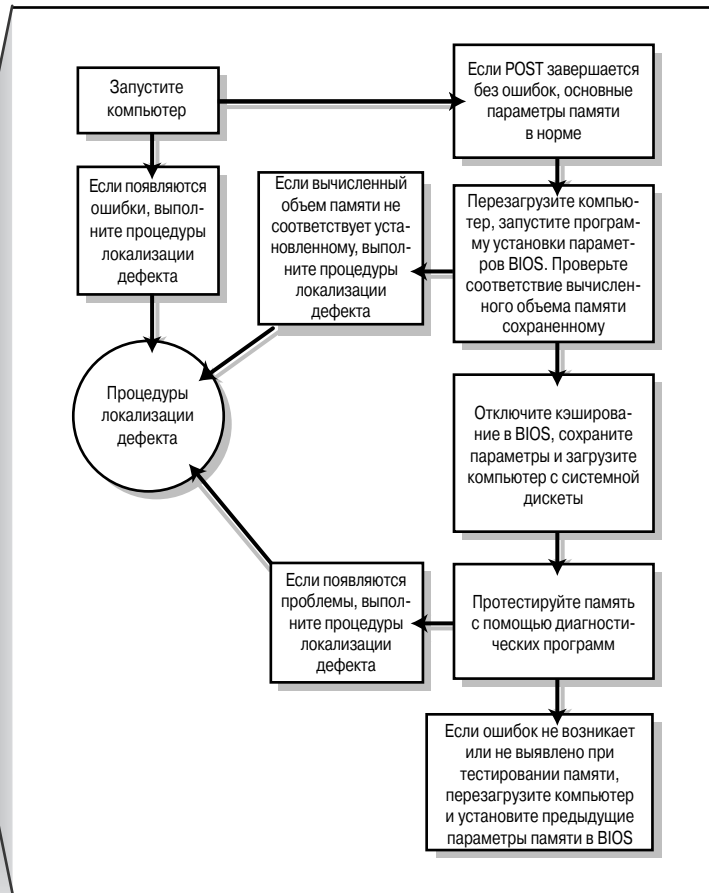 Запустите
компьютер
Если POST завершается
без ошибок, основные
параметры памяти
в норме
Если появляются
ошибки, выпол-
ните процедуры
локализации
дефекта
Если вычисленный
объем памяти не
соответствует уста-
новленному, выпол-
ните процедуры
локализации
дефекта
Перезагрузите компью-
тер, запустите програм-
му установки парамет-
ров BIOS. Проверьте
соответствие вычислен-
ного объема памяти
сохраненному
Процедуры
локализации
дефекта
Отключите кэширова-
ние в BIOS, сохраните
параметры и загрузите
компьютер с системной
дискеты
Если появляются
проблемы, выпол-
ните процедуры
локализации
дефекта
Протестируйте память
с помощью диагности-
ческих программ
Если ошибок не возникает
или не выявлено при
тестировании памяти,
перезагрузите компьютер
и установите предыдущие
параметры памяти в BIOS